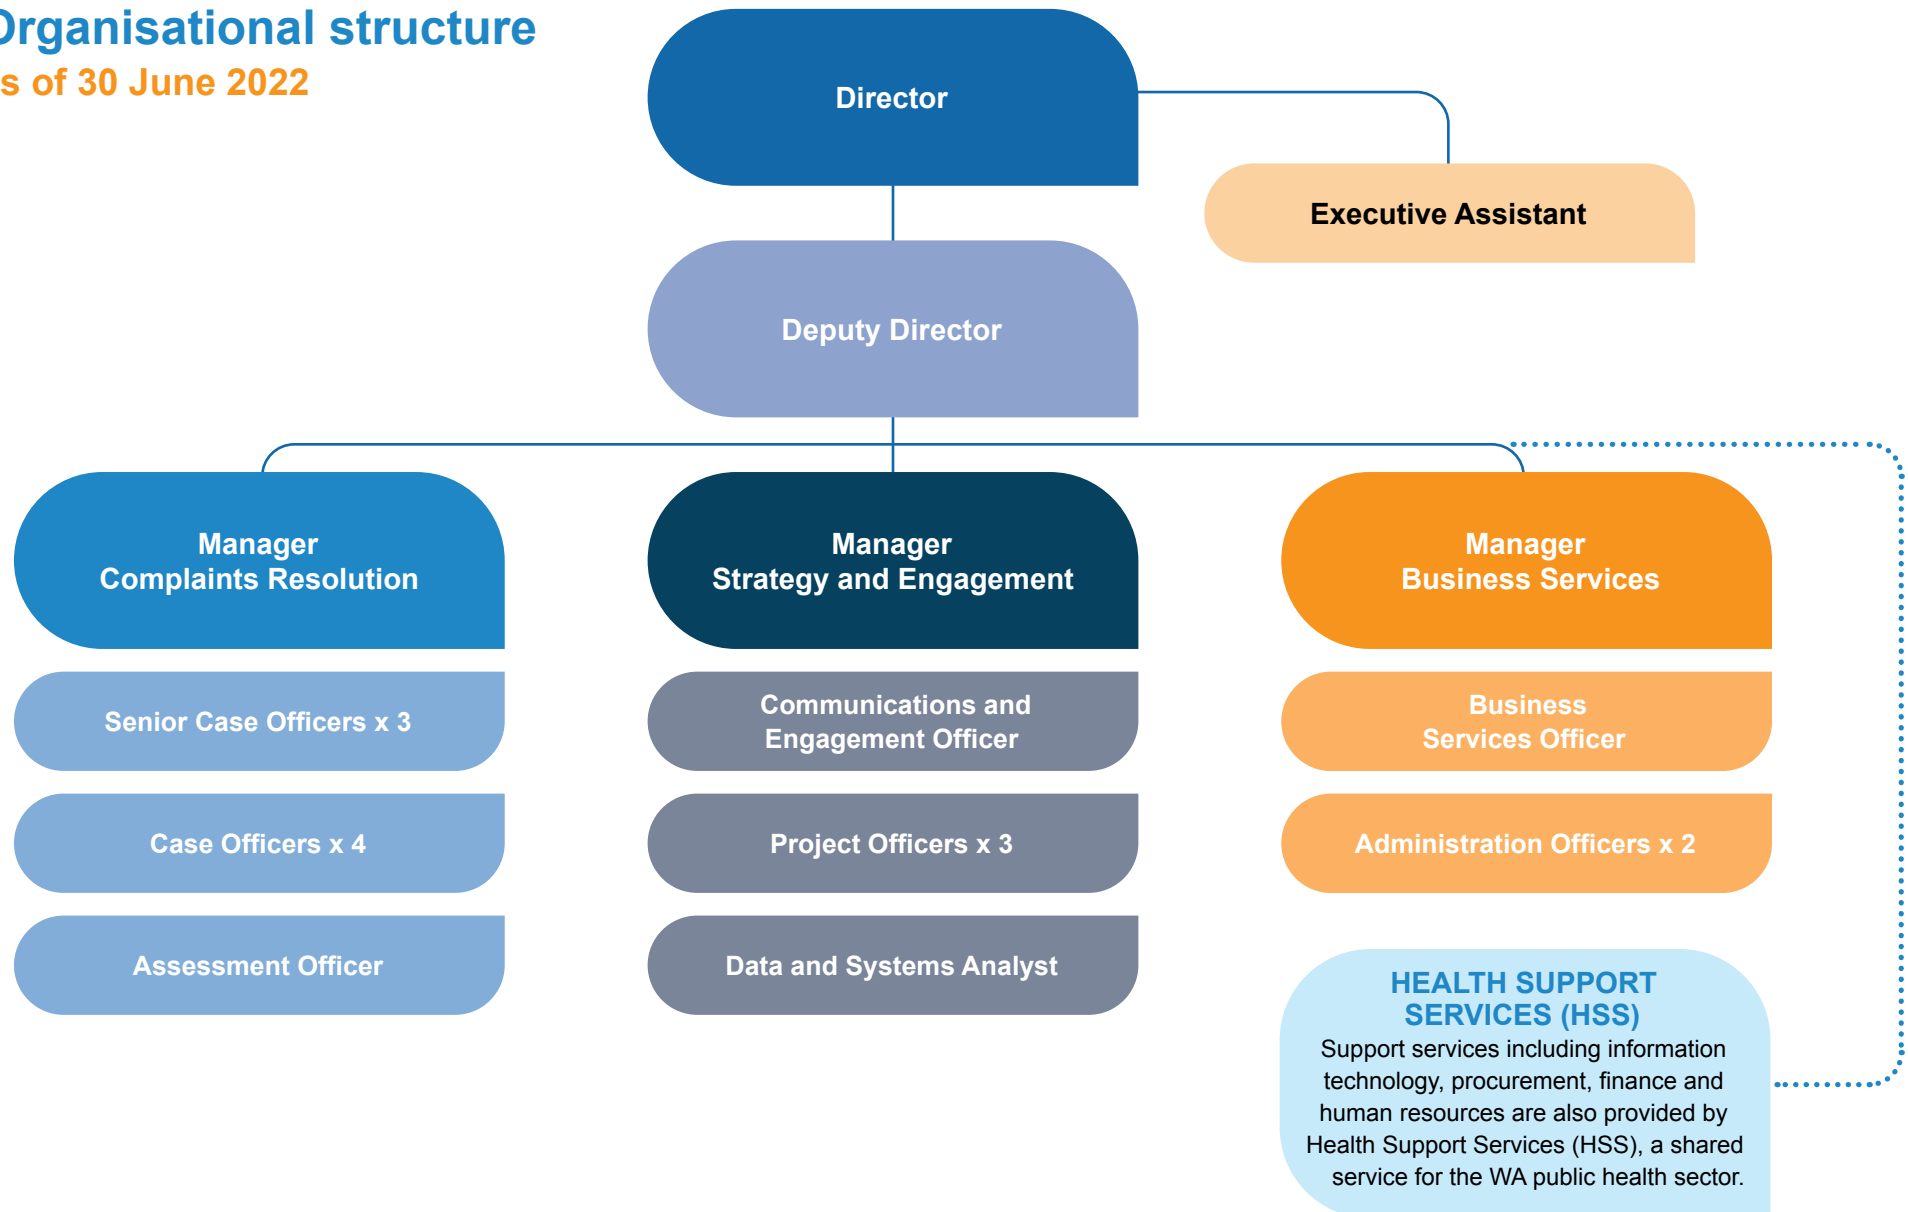 Organisational structure
s of 30 June 2022
Director
Executive Assistant
Deputy Director
Manager
Complaints Resolution
Senior Case Officers x 3
Case Officers x 4
Assessment Officer
Manager
Strategy and Engagement
Communications and
Engagement Officer
Project Officers x 3
Data and Systems Analyst
Manager
Business Services
Business
Services Officer
Administration Officers x 2
HEALTH SUPPORT
SERVICES (HSS)
Support services including information
technology, procurement, finance and
human resources are also provided by
Health Support Services (HSS), a shared
service for the WA public health sector.